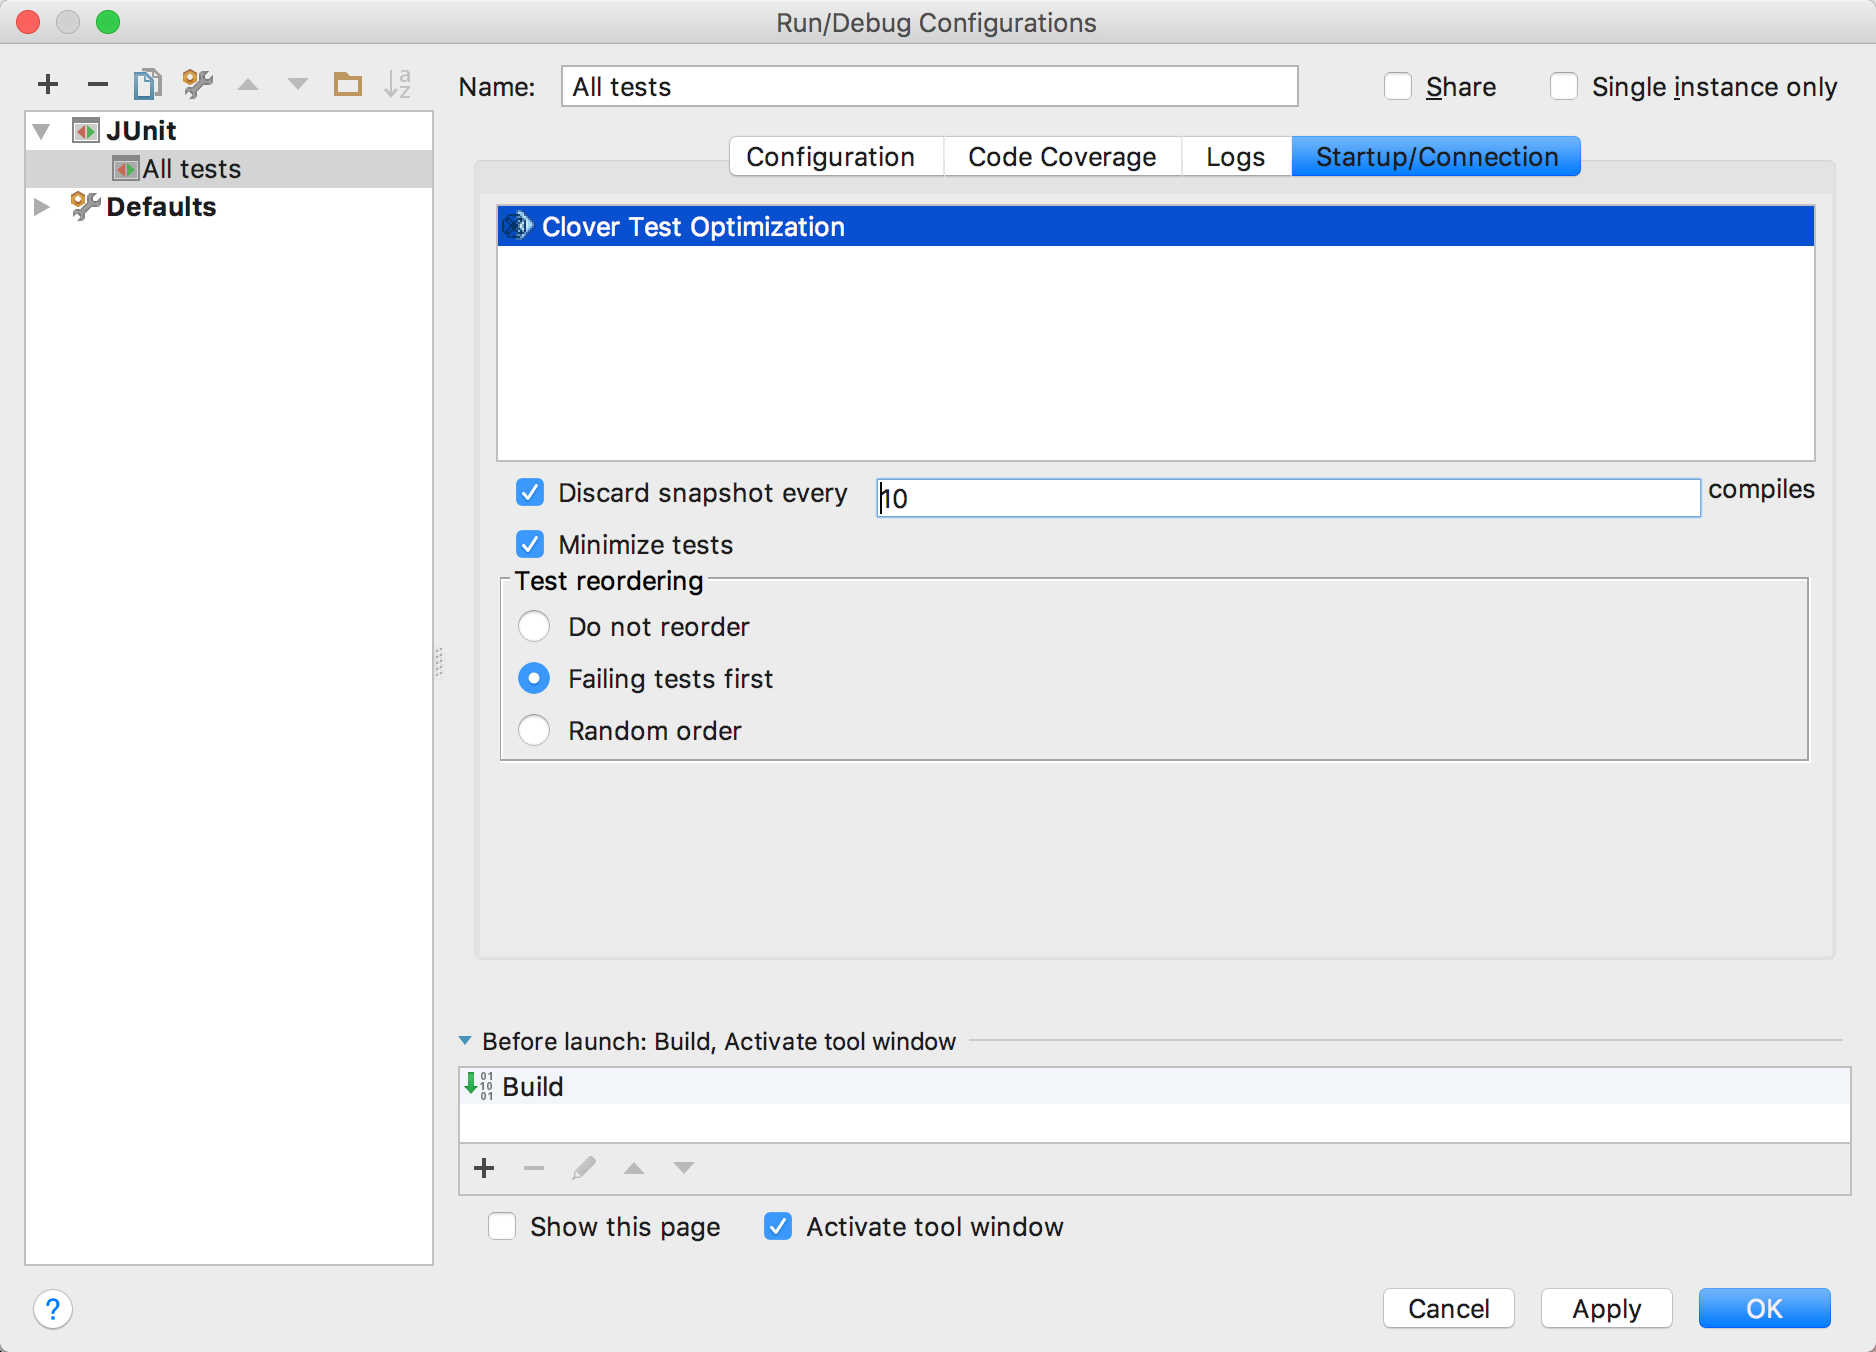 Run/Debug Configurations
Name: All tests Share Single instance only
JUnit
All tests
Defaults
Configuration Code Coverage Logs Startup/Connection
Clover Test Optimization
Discard snapshot every 10 compiles
Minimize tests
Test reordering
Do not reorder
Failing tests first
Random order
Before launch: Build, Activate tool window
Build
Show this page Activate tool window
? Cancel Apply OK